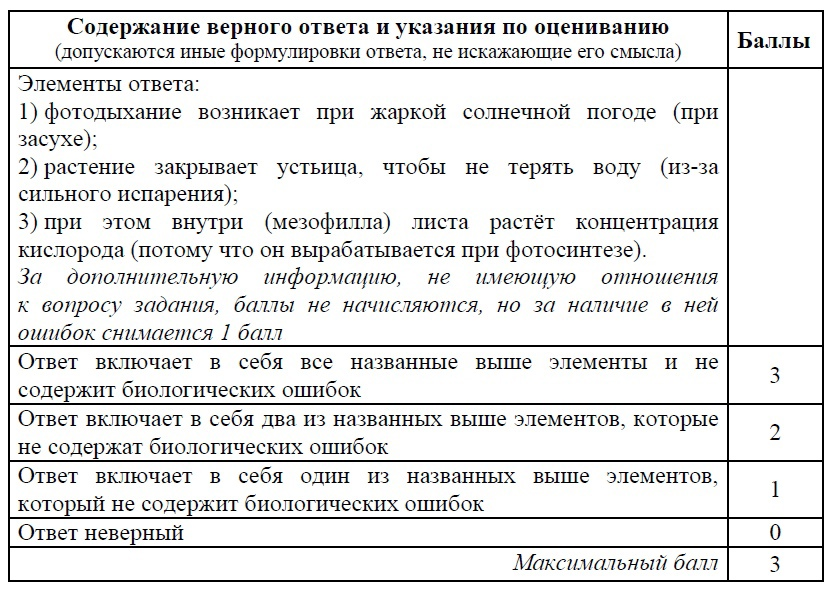 Содержание верного ответа и указания по оцениванию
(допускаются иные формулировки ответа, не искажающие его смысла)
Баллы
Элементы ответа:
1) фотодыхание возникает при жаркой солнечной погоде (при
засухе);
2) растение закрывает устьица, чтобы не терять воду (из-за
сильного испарения);
3) при этом внутри (мезофилла) листа растёт концентрация
кислорода (потому что он вырабатывается при фотосинтезе).
За дополнительную информацию, не имеющую отношения
к вопросу задания, баллы не начисляются, но за наличие в ней
ошибок снимается 1 балл
Ответ включает в себя все названные выше элементы и не
содержит биологических ошибок
3
Ответ включает в себя два из названных выше элементов, которые
не содержат биологических ошибок
2
Ответ включает в себя один из названных выше элементов,
который не содержит биологических ошибок
1
Ответ неверный
0
Максимальный балл
3